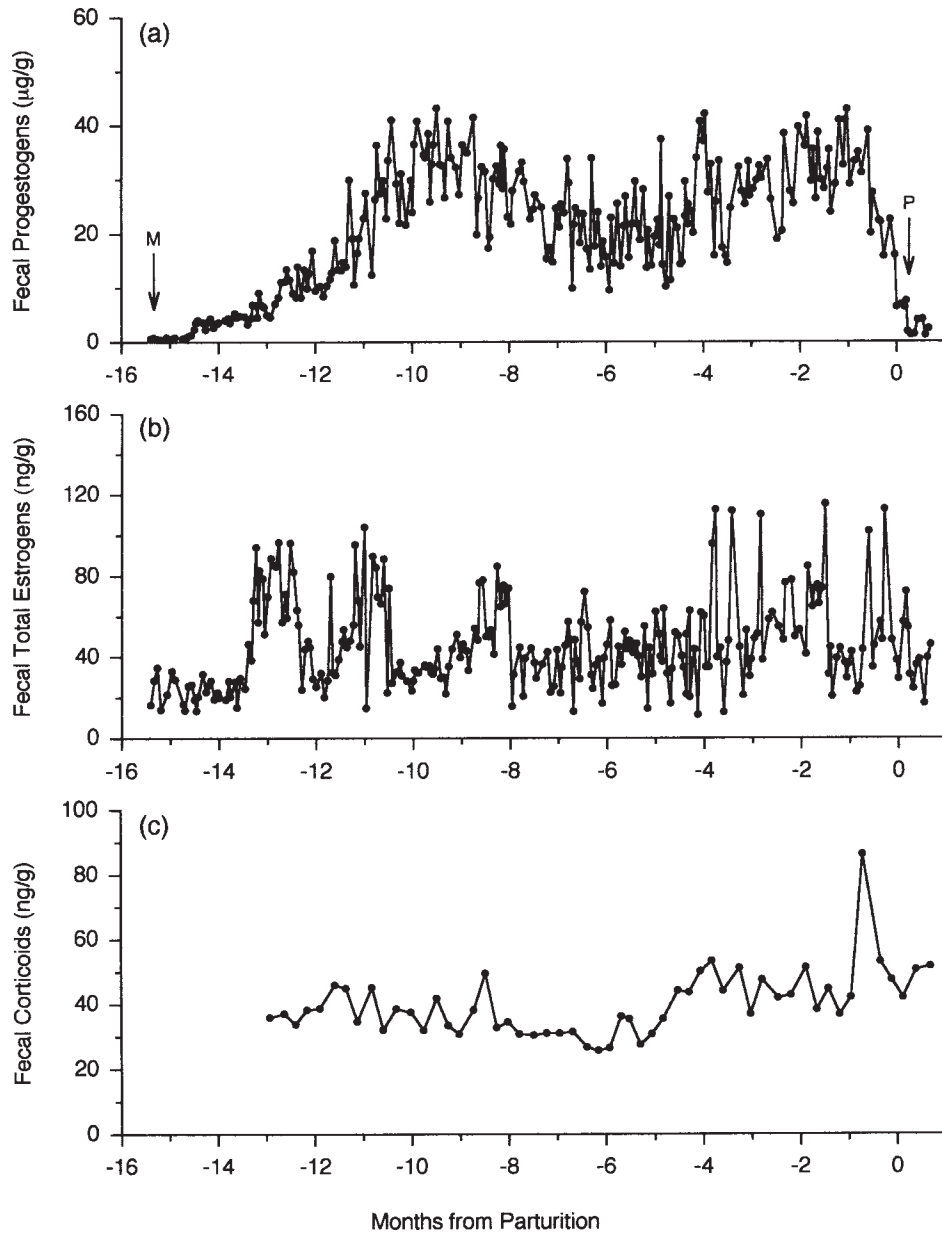 (a)
Fecal Progestogens (µg/g)
60
40
20
0
M
P
-16 -14 -12 -10 -8 -6 -4 -2 0
(b)
Fecal Total Estrogens (ng/g)
160
120
80
40
0
-16 -14 -12 -10 -8 -6 -4 -2 0
(c)
Fecal Corticoids (ng/g)
100
80
60
40
20
0
-16 -14 -12 -10 -8 -6 -4 -2 0
Months from Parturition